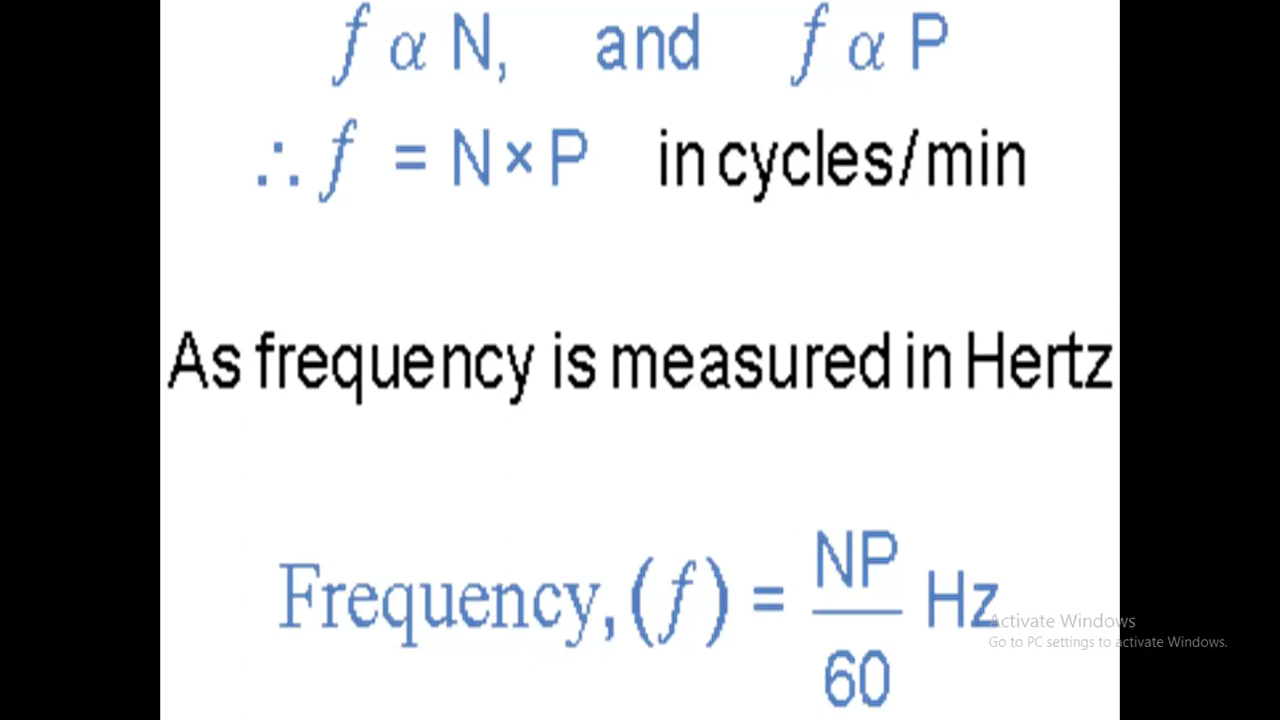 f α N, and f α P
∴ f = N × P in cycles/min
As frequency is measured in Hertz
Frequency, (f) = NP/60 Hz
Activate Windows
Go to PC settings to activate Windows.